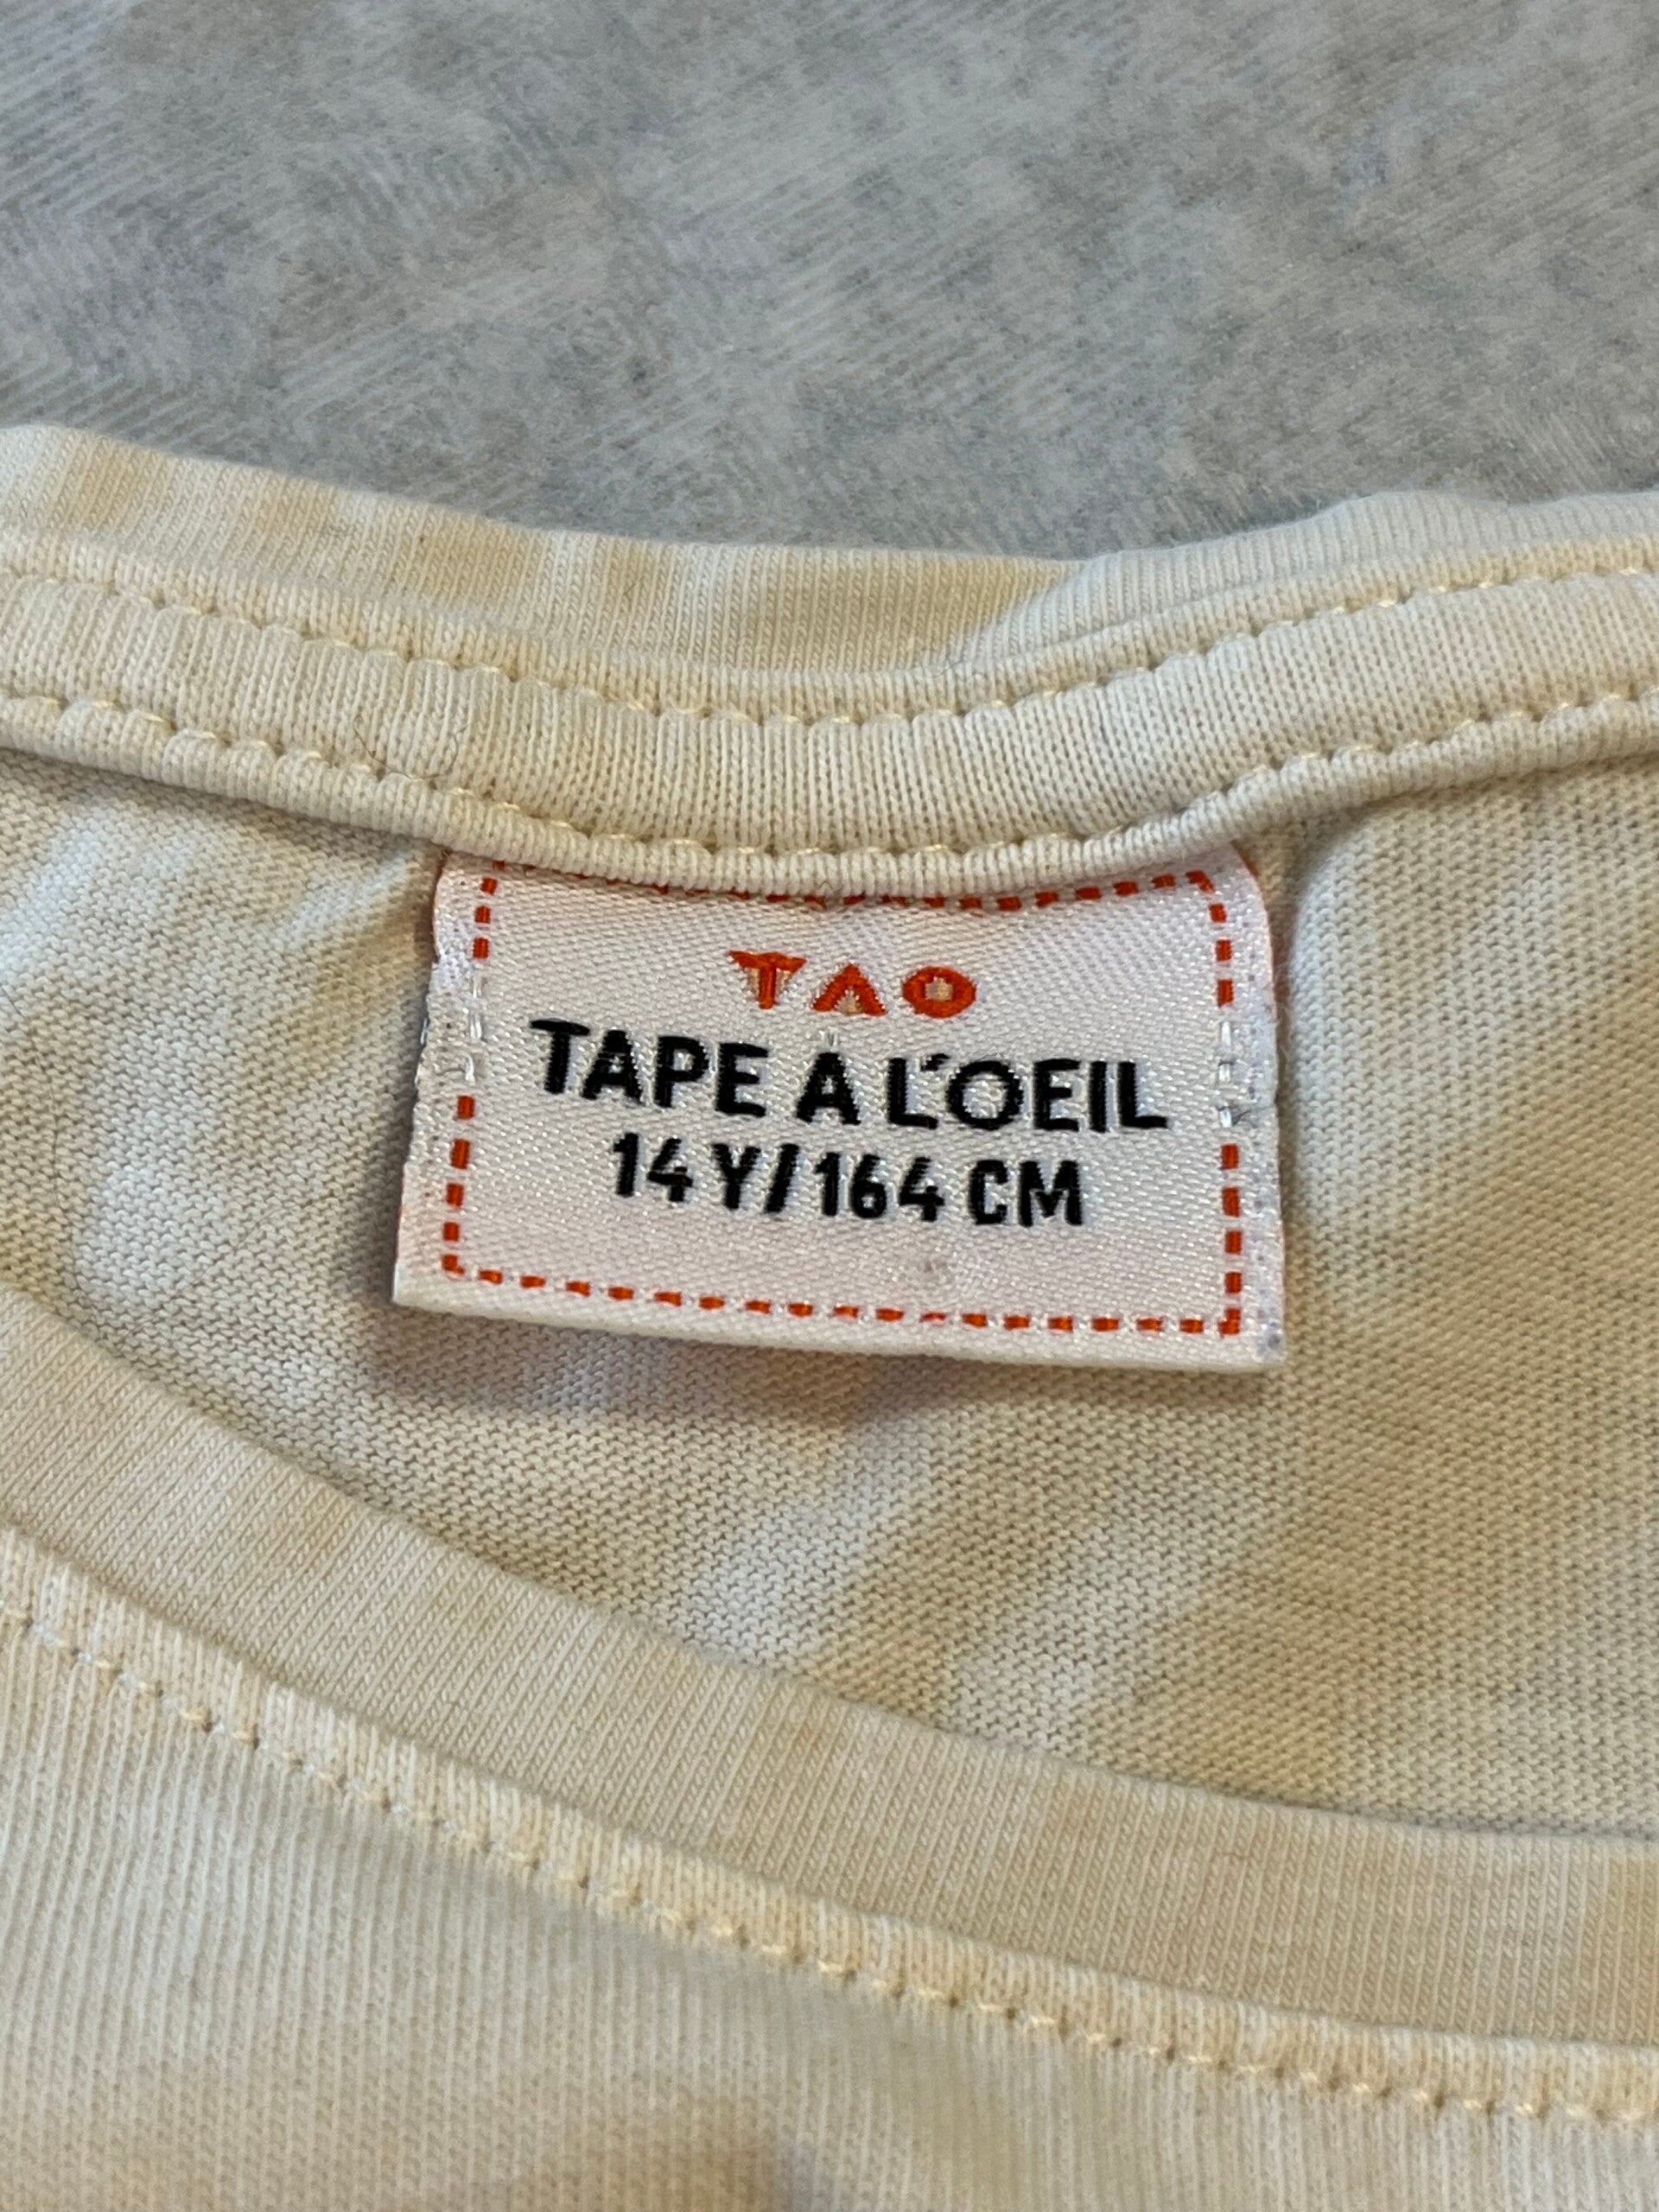 TAO
TAPE À L'OEIL
14 Y/164 CM